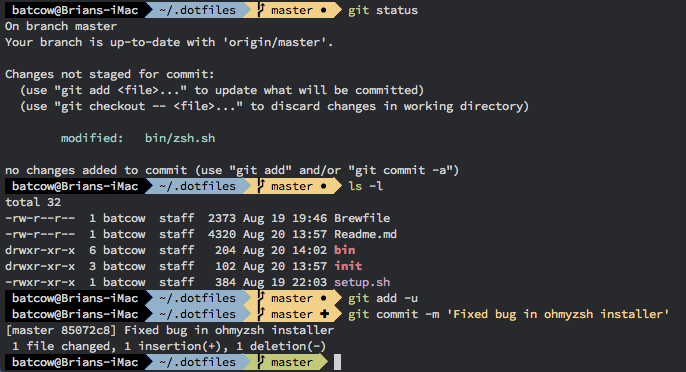 batcow@Brians-iMac ~/.dotfiles master ● git status
On branch master
Your branch is up-to-date with 'origin/master'.
Changes not staged for commit:
(use "git add <file>..." to update what will be committed)
(use "git checkout -- <file>..." to discard changes in working directory)
modified: bin/zsh.sh
no changes added to commit (use "git add" and/or "git commit -a")
batcow@Brians-iMac ~/.dotfiles master ● ls -l
total 32
-rw-r--r-- 1 batcow staff 2373 Aug 19 19:46 Brewfile
-rw-r--r-- 1 batcow staff 4320 Aug 20 13:57 Readme.md
drwxr-xr-x 6 batcow staff 204 Aug 20 14:02 bin
drwxr-xr-x 3 batcow staff 102 Aug 20 13:57 init
-rwxr-xr-x 1 batcow staff 384 Aug 19 22:03 setup.sh
batcow@Brians-iMac ~/.dotfiles master ● git add -u
batcow@Brians-iMac ~/.dotfiles master ✚ git commit -m 'Fixed bug in ohmyzsh installer'
[master 85072c8] Fixed bug in ohmyzsh installer
1 file changed, 1 insertion(+), 1 deletion(-)
batcow@Brians-iMac ~/.dotfiles master